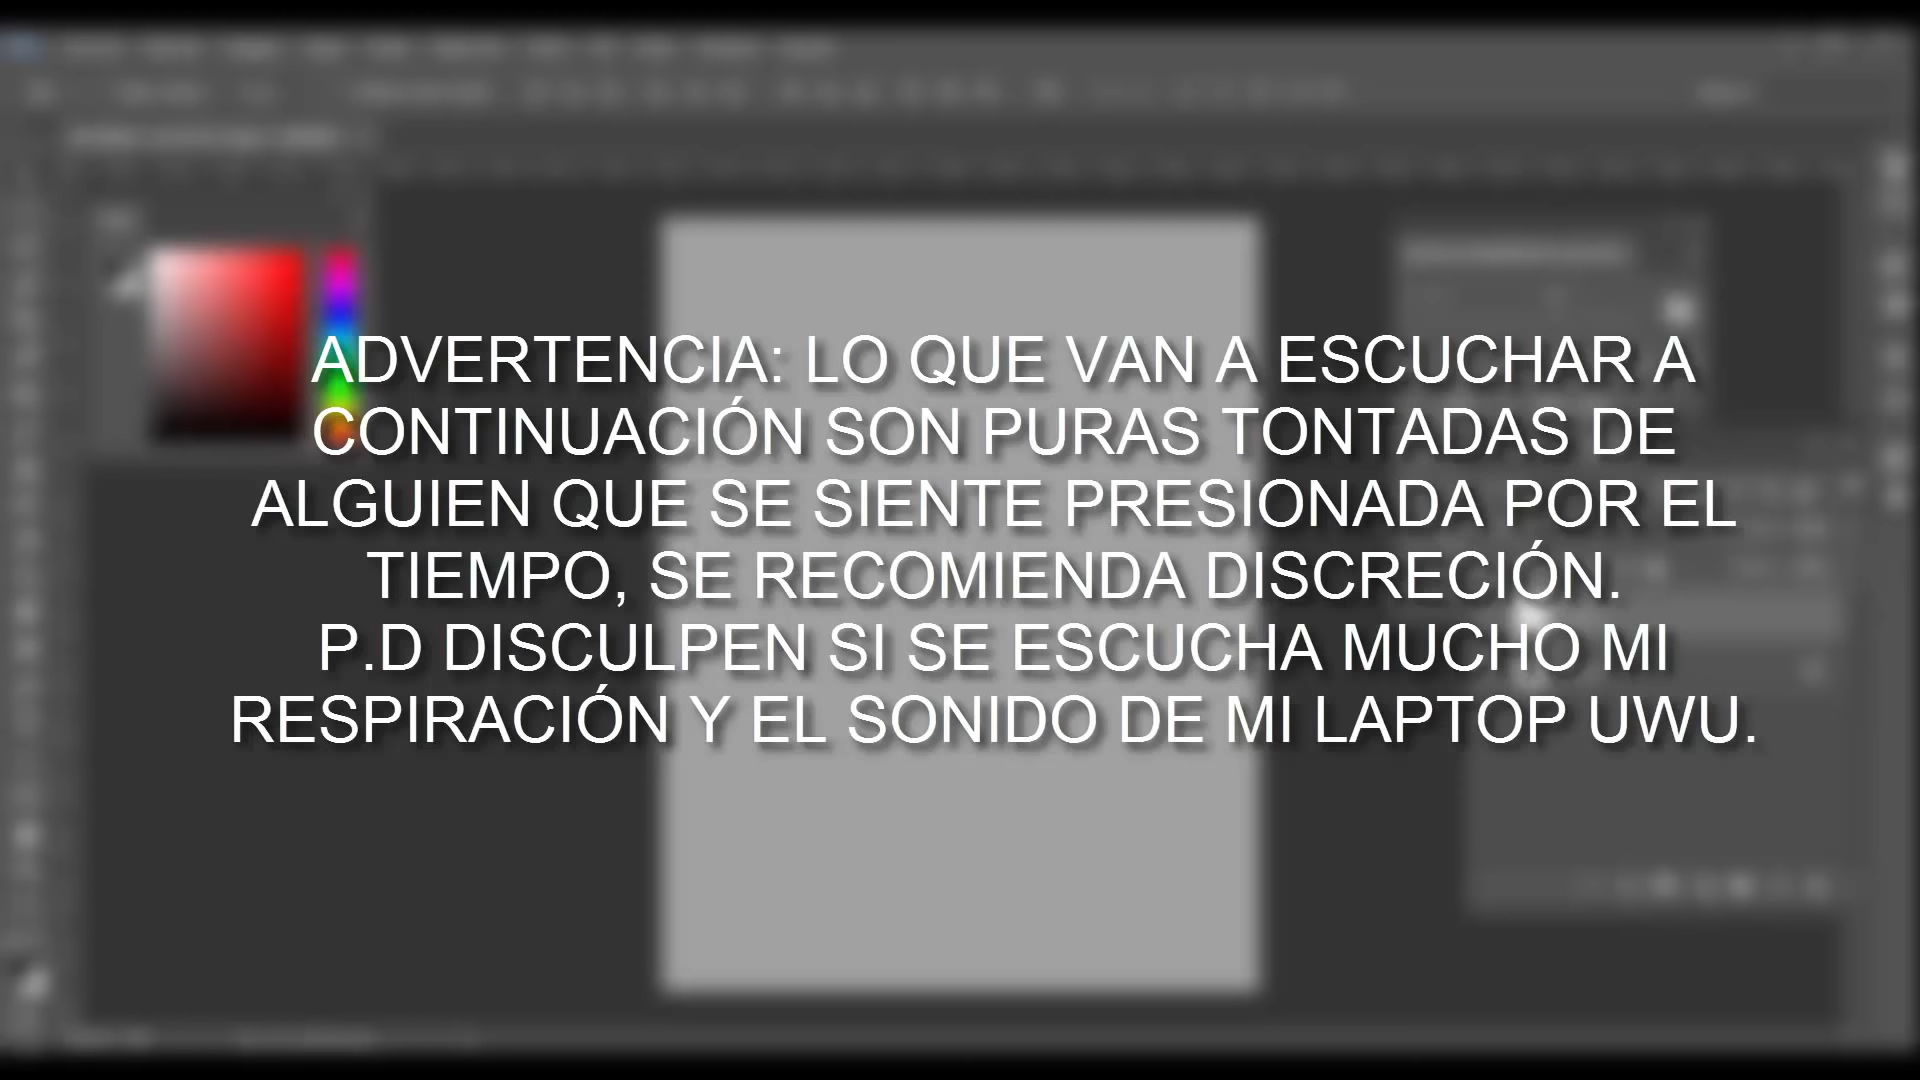 ADVERTENCIA: LO QUE VAN A ESCUCHAR A
CONTINUACIÓN SON PURAS TONTADAS DE
ALGUIEN QUE SE SIENTE PRESIONADA POR EL
TIEMPO, SE RECOMIENDA DISCRECIÓN.
P.D DISCULPEN SI SE ESCUCHA MUCHO MI
RESPIRACIÓN Y EL SONIDO DE MI LAPTOP UWU.